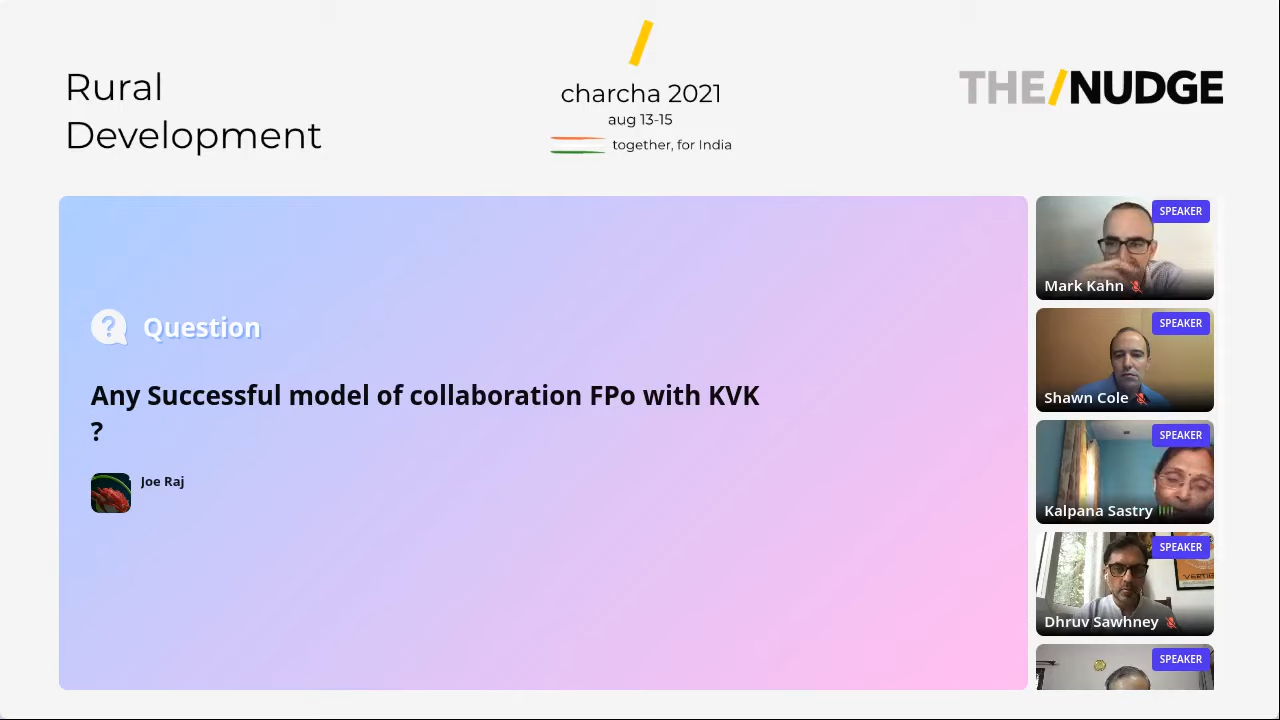 Rural
Development
charcha 2021
aug 13-15
together, for India
THE/NUDGE
Question
Any Successful model of collaboration FPo with KVK
?
Joe Raj
SPEAKER
Mark Kahn
SPEAKER
Shawn Cole
SPEAKER
Kalpana Sastry
SPEAKER
VERTIGO
Dhruv Sawhney
SPEAKER